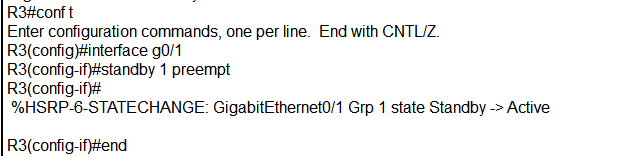 R3#conf t
Enter configuration commands, one per line.  End with CNTL/Z.
R3(config)#interface g0/1
R3(config-if)#standby 1 preempt
R3(config-if)#
%HSRP-6-STATECHANGE: GigabitEthernet0/1 Grp 1 state Standby -> Active
R3(config-if)#end